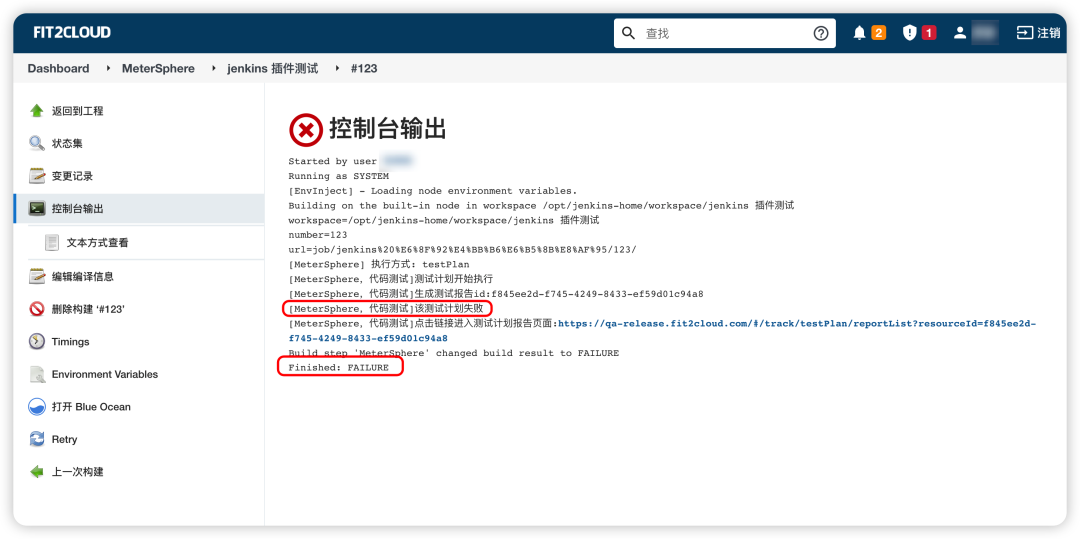 FIT2CLOUD
查找
2
1
注销
Dashboard MeterSphere jenkins 插件测试 #123
返回到工程
状态集
变更记录
控制台输出
文本方式查看
编辑编译信息
删除构建 ‘#123’
Timings
Environment Variables
打开 Blue Ocean
Retry
上一次构建
控制台输出
Started by user
Running as SYSTEM
[EnvInject] - Loading node environment variables.
Building on the built-in node in workspace /opt/jenkins-home/workspace/jenkins 插件测试
workspace=/opt/jenkins-home/workspace/jenkins 插件测试
number=123
url=job/jenkins%20%E6%8F%92%E4%BB%B6%E6%B5%8B%E8%AF%95/123/
[MeterSphere] 执行方式: testPlan
[MeterSphere, 代码测试]测试计划开始执行
[MeterSphere, 代码测试]生成测试报告id:f845ee2d-f745-4249-8433-ef59d01c94a8
[MeterSphere, 代码测试]该测试计划失败
[MeterSphere, 代码测试]点击链接进入测试计划报告页面:https://qa-release.fit2cloud.com/#/track/testPlan/reportList?resourceId=f845ee2d-
f745-4249-8433-ef59d01c94a8
Build step 'MeterSphere' changed build result to FAILURE
Finished: FAILURE